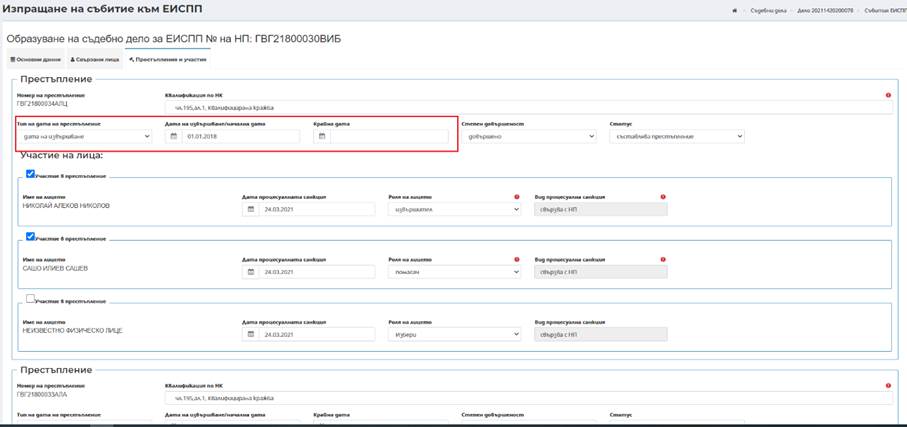 Изпращане на събитие към ЕИСПП
Съдебни дела - Дело 20211420200078 - Събития ЕИСПП
Образуване на съдебно дело за ЕИСПП № на НП: ГВГ21800030ВИБ
Основни данни Свързани лица Престъпления и участия
Престъпление
Номер на престъпление Квалификация по НК
ГВГ21800034АЛЦ чл.195,ал.1, Квалифицирана кражба
Тип на дата на престъпление Дата на извършване/начална дата Крайна дата Степен довършеност Статус
дата на извършване 01.01.2018 довършено съставлява престъпление
Участие на лица:
Участие в престъпление
Име на лицето Дата процесуалната санкция Роля на лицето Вид процесуална санкция
НИКОЛАЙ АЛЕКОВ НИКОЛОВ 24.03.2021 извършител свързва с НП
Участие в престъпление
Име на лицето Дата процесуалната санкция Роля на лицето Вид процесуална санкция
САШО ИЛИЕВ САШЕВ 24.03.2021 помагач свързва с НП
Участие в престъпление
Име на лицето Дата процесуалната санкция Роля на лицето Вид процесуална санкция
НЕИЗВЕСТНО ФИЗИЧЕСКО ЛИЦЕ 24.03.2021 Избери свързва с НП
Престъпление
Номер на престъпление Квалификация по НК
ГВГ21800033АЛА чл.195,ал.1, Квалифицирана кражба
Тип на дата на престъпление Дата на извършване/начална дата Крайна дата Степен довършеност Статус